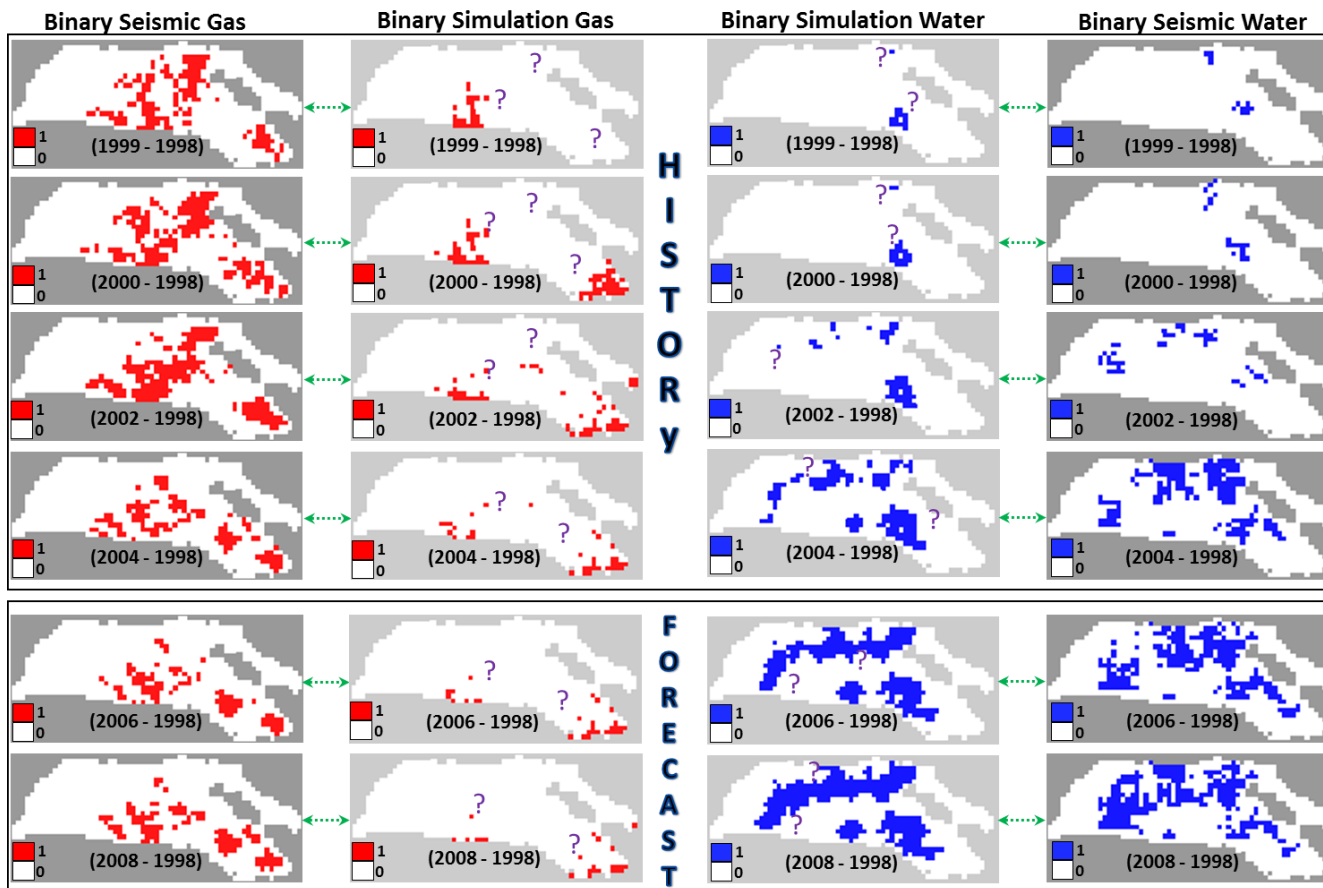 Binary Seismic Gas
Binary Simulation Gas
Binary Simulation Water
Binary Seismic Water
HISTORy
1
0
(1999 - 1998)
1
0
? ? ?
(1999 - 1998)
1
0
? ?
(1999 - 1998)
1
0
(1999 - 1998)
1
0
(2000 - 1998)
1
0
? ? ?
(2000 - 1998)
1
0
? ?
(2000 - 1998)
1
0
(2000 - 1998)
1
0
(2002 - 1998)
1
0
? ?
(2002 - 1998)
1
0
?
(2002 - 1998)
1
0
(2002 - 1998)
1
0
(2004 - 1998)
1
0
? ?
(2004 - 1998)
1
0
? ?
(2004 - 1998)
1
0
(2004 - 1998)
FORECAST
1
0
(2006 - 1998)
1
0
? ?
(2006 - 1998)
1
0
? ?
(2006 - 1998)
1
0
(2006 - 1998)
1
0
(2008 - 1998)
1
0
? ?
(2008 - 1998)
1
0
? ?
(2008 - 1998)
1
0
(2008 - 1998)